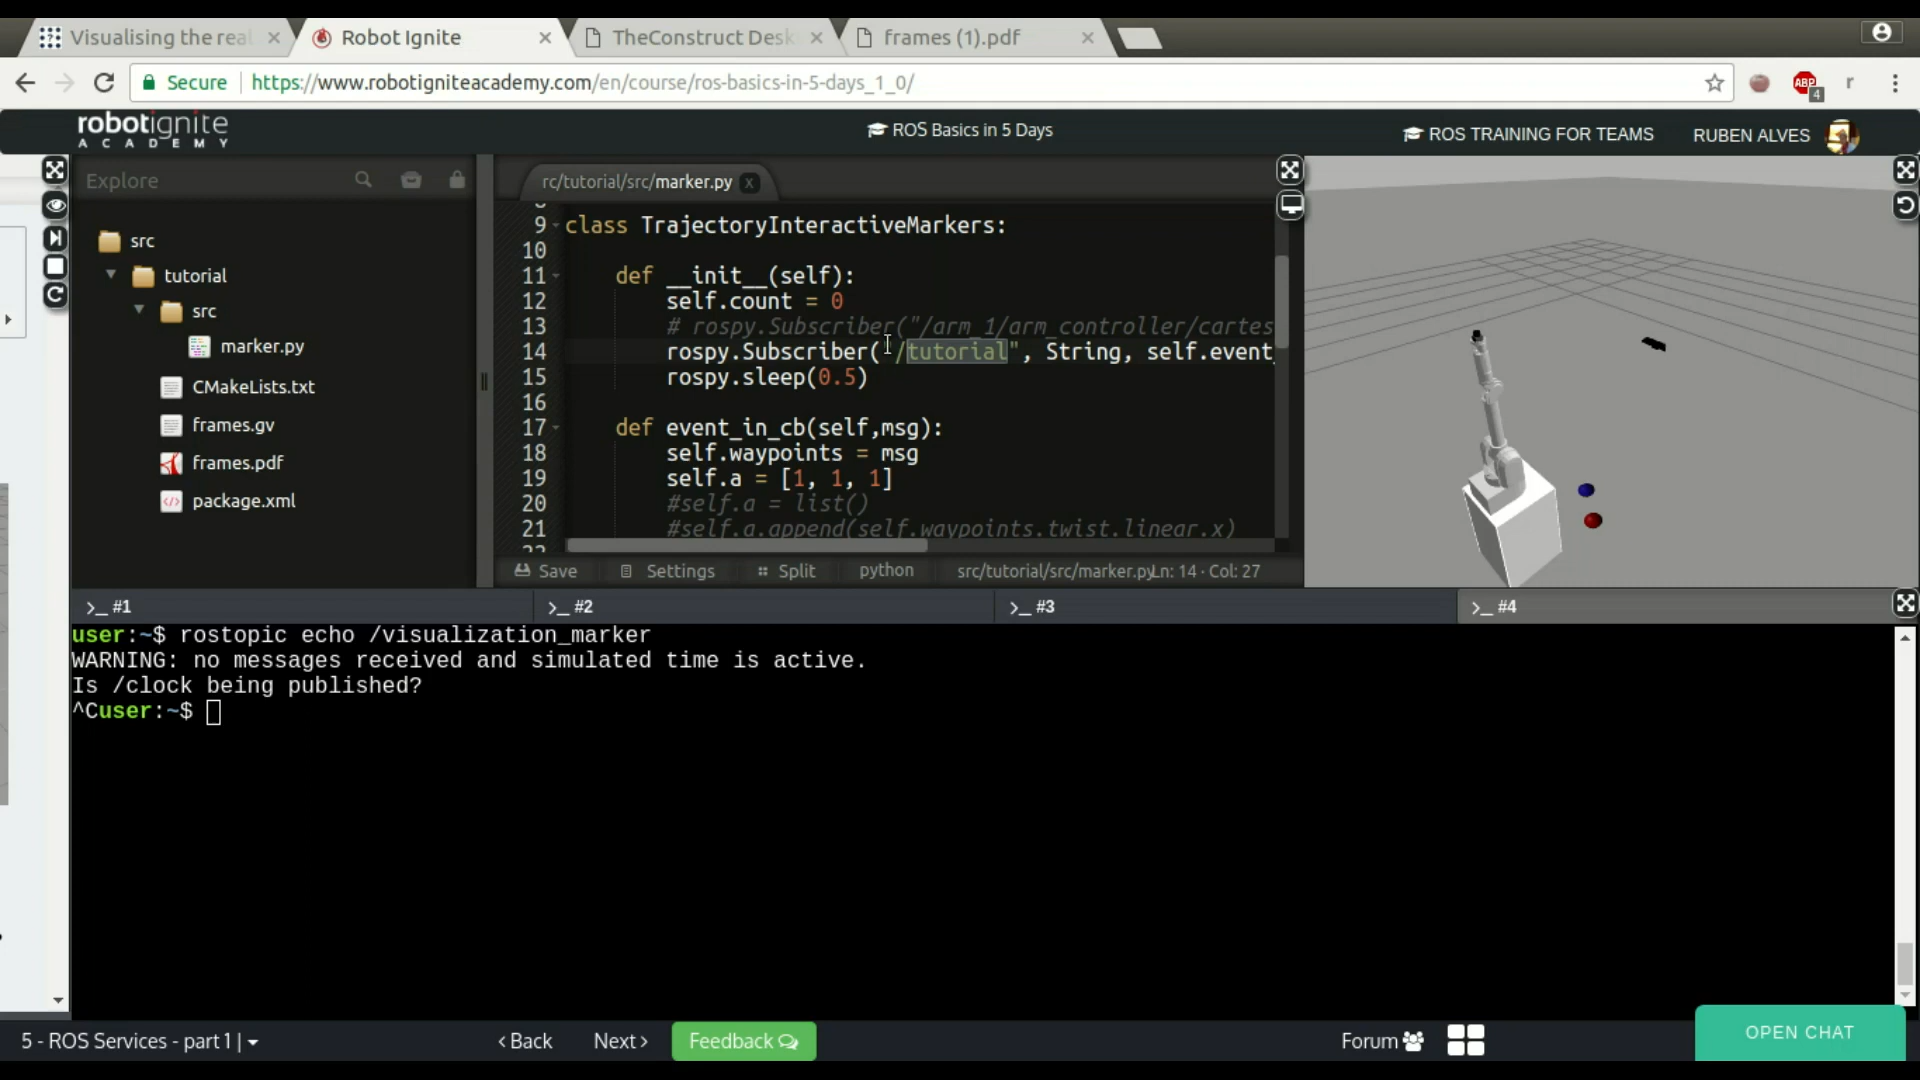 Visualising the real
Robot Ignite
TheConstruct Desk
frames (1).pdf
Secure
https://www.robotigniteacademy.com/en/course/ros-basics-in-5-days_1_0/
ABP
4
r
robotignite
ACADEMY
ROS Basics in 5 Days
ROS TRAINING FOR TEAMS
RUBEN ALVES
Explore
src
tutorial
src
marker.py
CMakeLists.txt
frames.gv
frames.pdf
package.xml
rc/tutorial/src/marker.py x
9 class TrajectoryInteractiveMarkers:
10
11 def __init__(self):
12 self.count = 0
13 # rospy.Subscriber("/arm_1/arm_controller/cartes
14 rospy.Subscriber("/tutorial", String, self.event_
15 rospy.sleep(0.5)
16
17 def event_in_cb(self,msg):
18 self.waypoints = msg
19 self.a = [1, 1, 1]
20 #self.a = list()
21 #self.a.append(self.waypoints.twist.linear.x)
22
Save
Settings
Split
python
src/tutorial/src/marker.py
Ln: 14 · Col: 27
>_ #1
>_ #2
>_ #3
>_ #4
user:~$ rostopic echo /visualization_marker
WARNING: no messages received and simulated time is active.
Is /clock being published?
^Cuser:~$
5 - ROS Services - part 1 |
‹ Back
Next ›
Feedback
Forum
OPEN CHAT